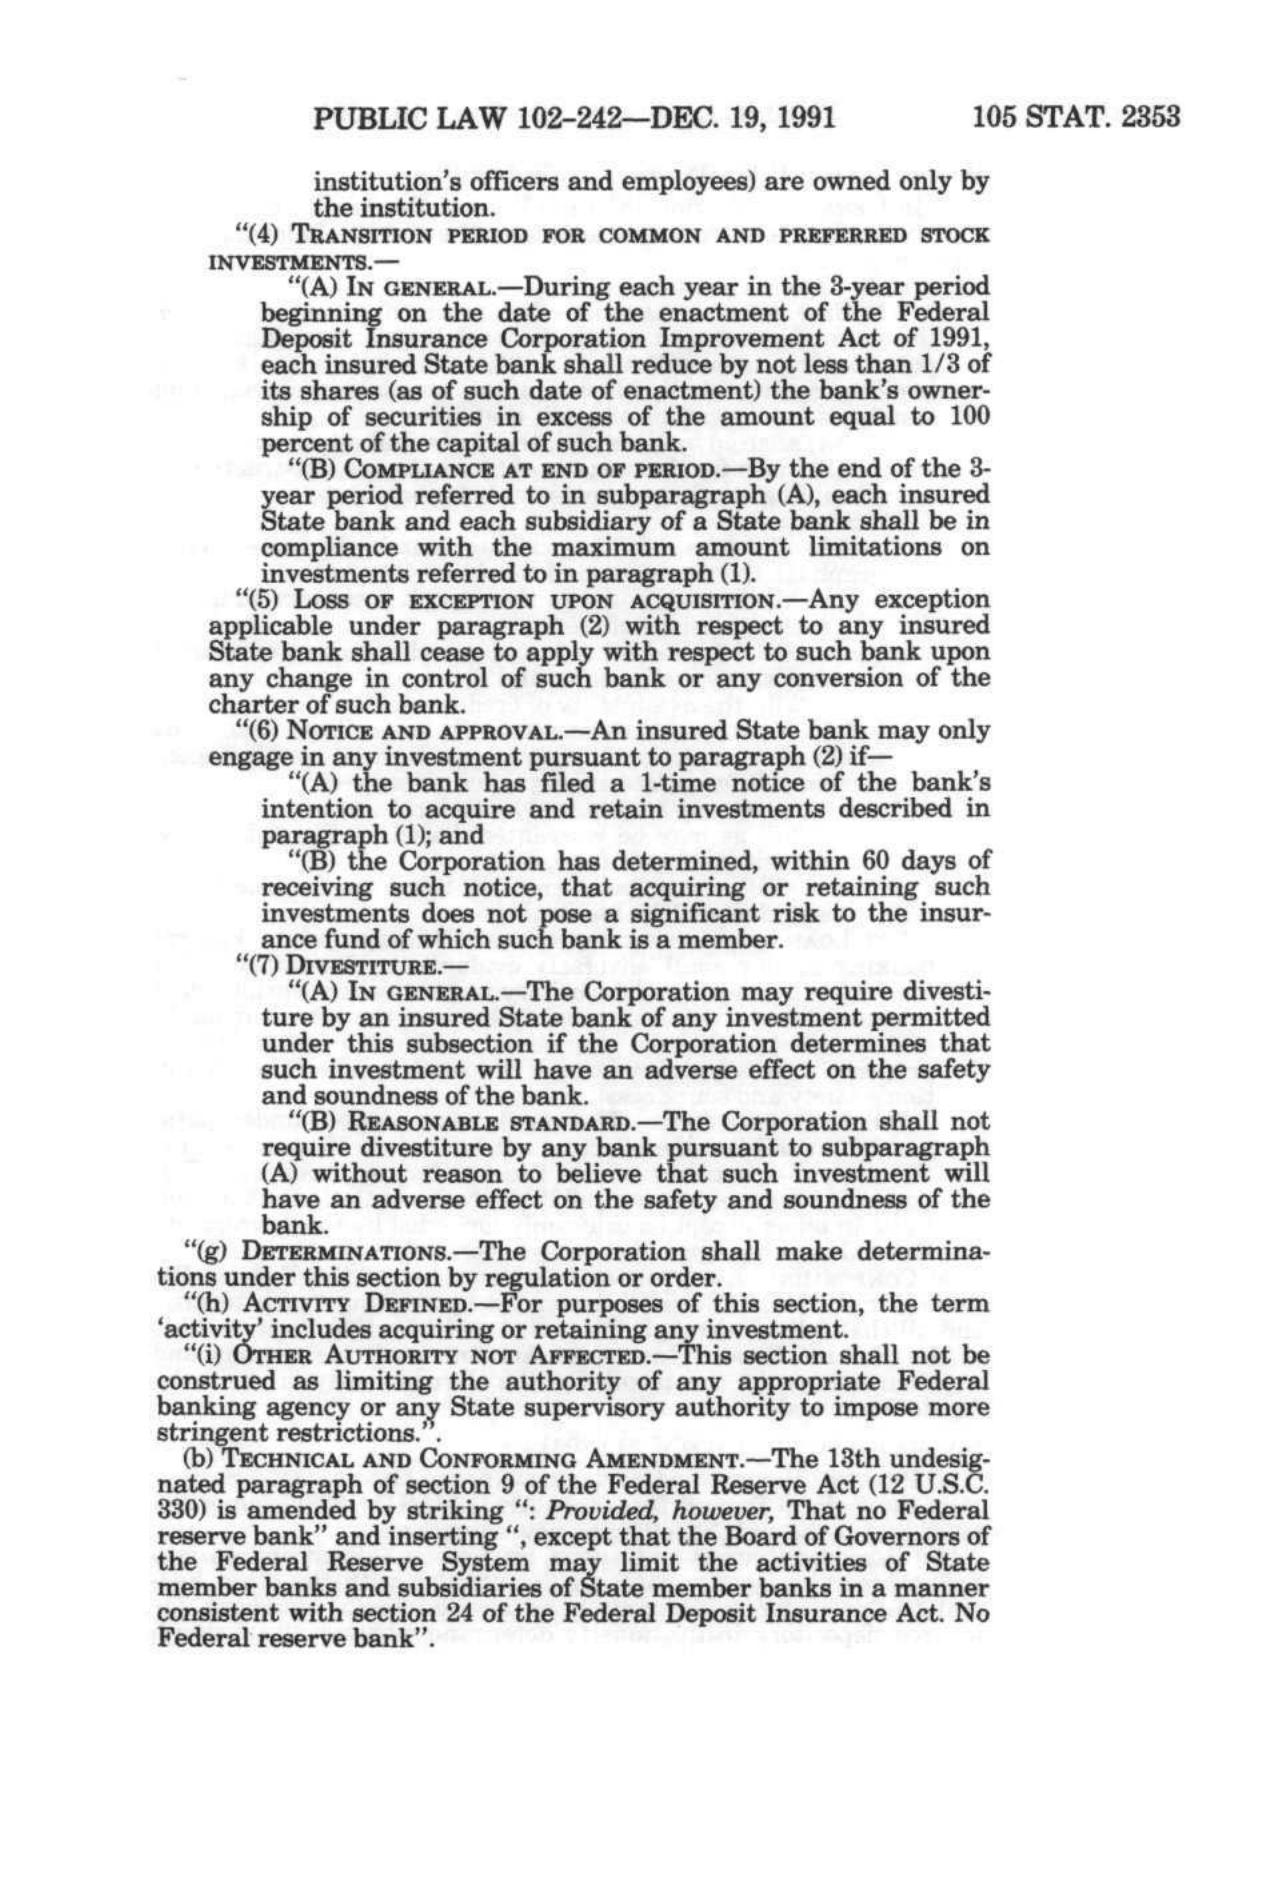 PUBLIC LAW 102–242—DEC. 19, 1991 105 STAT. 2353
institution's officers and employees) are owned only by
the institution.
“(4) TRANSITION PERIOD FOR COMMON AND PREFERRED STOCK
INVESTMENTS.—
“(A) IN GENERAL.—During each year in the 3-year period
beginning on the date of the enactment of the Federal
Deposit Insurance Corporation Improvement Act of 1991,
each insured State bank shall reduce by not less than 1/3 of
its shares (as of such date of enactment) the bank's owner-
ship of securities in excess of the amount equal to 100
percent of the capital of such bank.
“(B) COMPLIANCE AT END OF PERIOD.—By the end of the 3-
year period referred to in subparagraph (A), each insured
State bank and each subsidiary of a State bank shall be in
compliance with the maximum amount limitations on
investments referred to in paragraph (1).
“(5) LOSS OF EXCEPTION UPON ACQUISITION.—Any exception
applicable under paragraph (2) with respect to any insured
State bank shall cease to apply with respect to such bank upon
any change in control of such bank or any conversion of the
charter of such bank.
“(6) NOTICE AND APPROVAL.—An insured State bank may only
engage in any investment pursuant to paragraph (2) if—
“(A) the bank has filed a 1-time notice of the bank's
intention to acquire and retain investments described in
paragraph (1); and
“(B) the Corporation has determined, within 60 days of
receiving such notice, that acquiring or retaining such
investments does not pose a significant risk to the insur-
ance fund of which such bank is a member.
“(7) DIVESTITURE.—
“(A) IN GENERAL.—The Corporation may require divesti-
ture by an insured State bank of any investment permitted
under this subsection if the Corporation determines that
such investment will have an adverse effect on the safety
and soundness of the bank.
“(B) REASONABLE STANDARD.—The Corporation shall not
require divestiture by any bank pursuant to subparagraph
(A) without reason to believe that such investment will
have an adverse effect on the safety and soundness of the
bank.
“(g) DETERMINATIONS.—The Corporation shall make determina-
tions under this section by regulation or order.
“(h) ACTIVITY DEFINED.—For purposes of this section, the term
‘activity’ includes acquiring or retaining any investment.
“(i) OTHER AUTHORITY NOT AFFECTED.—This section shall not be
construed as limiting the authority of any appropriate Federal
banking agency or any State supervisory authority to impose more
stringent restrictions.”.
(b) TECHNICAL AND CONFORMING AMENDMENT.—The 13th undesig-
nated paragraph of section 9 of the Federal Reserve Act (12 U.S.C.
330) is amended by striking “: Provided, however, That no Federal
reserve bank” and inserting “, except that the Board of Governors of
the Federal Reserve System may limit the activities of State
member banks and subsidiaries of State member banks in a manner
consistent with section 24 of the Federal Deposit Insurance Act. No
Federal reserve bank”.